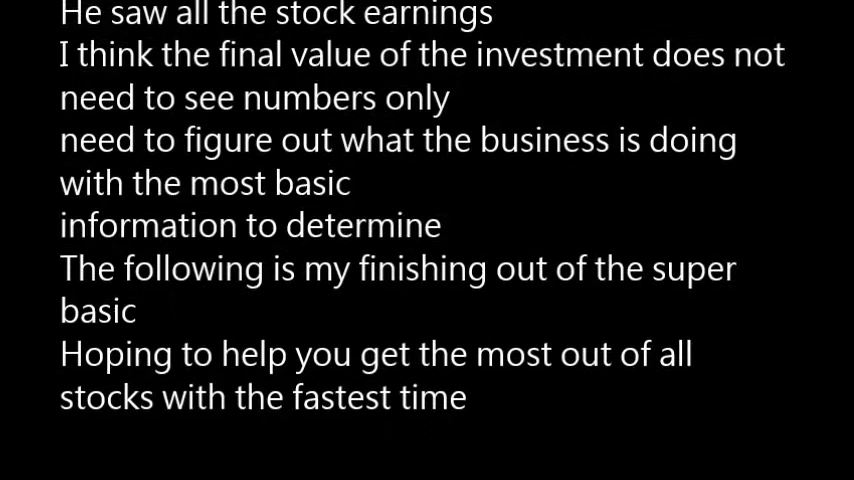 He saw all the stock earnings
I think the final value of the investment does not
need to see numbers only
need to figure out what the business is doing
with the most basic
information to determine
The following is my finishing out of the super
basic
Hoping to help you get the most out of all
stocks with the fastest time